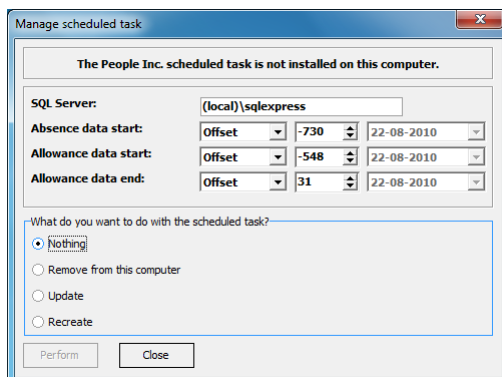 Manage scheduled task
The People Inc. scheduled task is not installed on this computer.
SQL Server: (local)\sqlexpress
Absence data start: Offset -730 22-08-2010
Allowance data start: Offset -548 22-08-2010
Allowance data end: Offset 31 22-08-2010
What do you want to do with the scheduled task?
Nothing
Remove from this computer
Update
Recreate
Perform Close